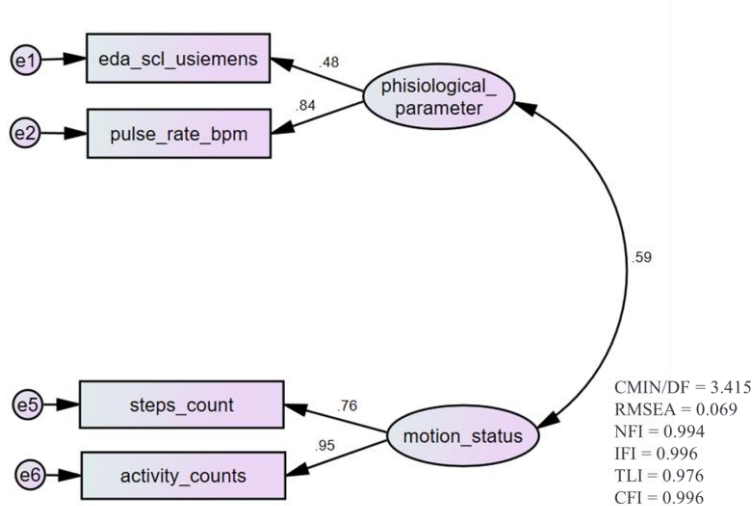 e1
eda_scl_usiemens
.48
phisiological_
parameter
e2
pulse_rate_bpm
.84
.59
e5
steps_count
.76
motion_status
e6
activity_counts
.95
CMIN/DF = 3.415
RMSEA = 0.069
NFI = 0.994
IFI = 0.996
TLI = 0.976
CFI = 0.996